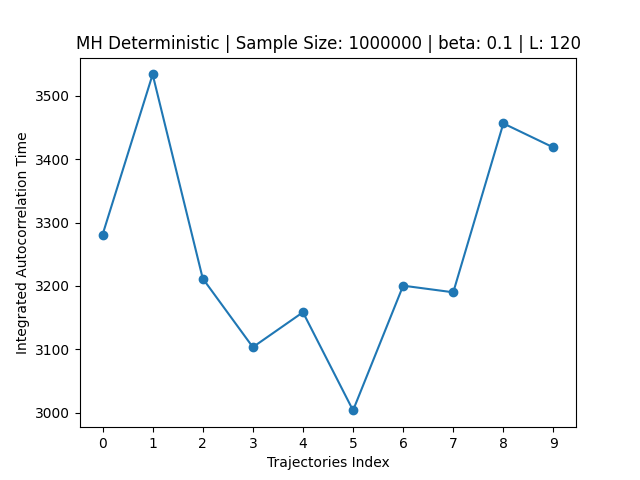 MH Deterministic | Sample Size: 1000000 | beta: 0.1 | L: 120
Integrated Autocorrelation Time
3500
3400
3300
3200
3100
3000
0 1 2 3 4 5 6 7 8 9
Trajectories Index